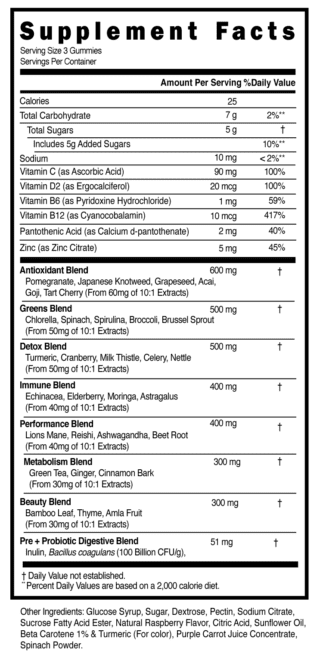 Supplement Facts
Serving Size 3 Gummies
Servings Per Container
Amount Per Serving %Daily Value
Calories 25
Total Carbohydrate 7 g 2%**
Total Sugars 5 g †
Includes 5g Added Sugars 10%**
Sodium 10 mg <2%**
Vitamin C (as Ascorbic Acid) 90 mg 100%
Vitamin D2 (as Ergocalciferol) 20 mcg 100%
Vitamin B6 (as Pyridoxine Hydrochloride) 1 mg 59%
Vitamin B12 (as Cyanocobalamin) 10 mcg 417%
Pantothenic Acid (as Calcium d-pantothenate) 2 mg 40%
Zinc (as Zinc Citrate) 5 mg 45%
Antioxidant Blend 600 mg †
Pomegranate, Japanese Knotweed, Grapeseed, Acai,
Goji, Tart Cherry (From 60mg of 10:1 Extracts)
Greens Blend 500 mg †
Chlorella, Spinach, Spirulina, Broccoli, Brussel Sprout
(From 50mg of 10:1 Extracts)
Detox Blend 500 mg †
Turmeric, Cranberry, Milk Thistle, Celery, Nettle
(From 50mg of 10:1 Extracts)
Immune Blend 400 mg †
Echinacea, Elderberry, Moringa, Astragalus
(From 40mg of 10:1 Extracts)
Performance Blend 400 mg †
Lions Mane, Reishi, Ashwagandha, Beet Root
(From 40mg of 10:1 Extracts)
Metabolism Blend 300 mg †
Green Tea, Ginger, Cinnamon Bark
(From 30mg of 10:1 Extracts)
Beauty Blend 300 mg †
Bamboo Leaf, Thyme, Amla Fruit
(From 30mg of 10:1 Extracts)
Pre + Probiotic Digestive Blend 51 mg †
Inulin, Bacillus coagulans (100 Billion CFU/g),
† Daily Value not established.
**Percent Daily Values are based on a 2,000 calorie diet.
Other Ingredients: Glucose Syrup, Sugar, Dextrose, Pectin, Sodium Citrate,
Sucrose Fatty Acid Ester, Natural Raspberry Flavor, Citric Acid, Sunflower Oil,
Beta Carotene 1% & Turmeric (For color), Purple Carrot Juice Concentrate,
Spinach Powder.